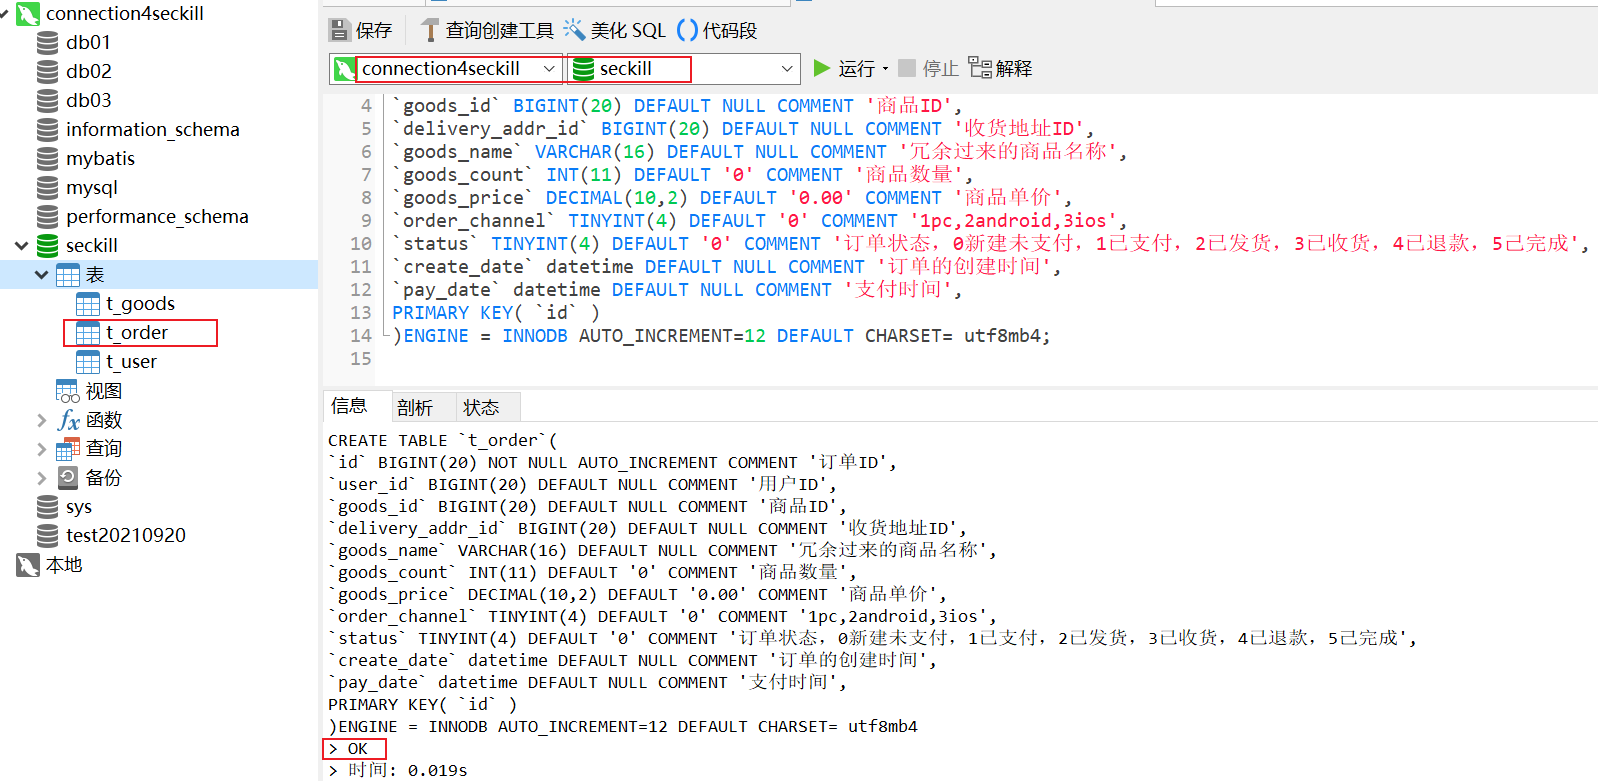 connection4seckill
db01
db02
db03
information_schema
mybatis
mysql
performance_schema
seckill
表
t_goods
t_order
t_user
视图
函数
查询
备份
sys
test20210920
本地
保存 查询创建工具 美化 SQL 代码段
connection4seckill seckill 运行 停止 解释
4 `goods_id` BIGINT(20) DEFAULT NULL COMMENT '商品ID',
5 `delivery_addr_id` BIGINT(20) DEFAULT NULL COMMENT '收货地址ID',
6 `goods_name` VARCHAR(16) DEFAULT NULL COMMENT '冗余过来的商品名称',
7 `goods_count` INT(11) DEFAULT '0' COMMENT '商品数量',
8 `goods_price` DECIMAL(10,2) DEFAULT '0.00' COMMENT '商品单价',
9 `order_channel` TINYINT(4) DEFAULT '0' COMMENT '1pc,2android,3ios',
10 `status` TINYINT(4) DEFAULT '0' COMMENT '订单状态，0新建未支付，1已支付，2已发货，3已收货，4已退款，5已完成',
11 `create_date` datetime DEFAULT NULL COMMENT '订单的创建时间',
12 `pay_date` datetime DEFAULT NULL COMMENT '支付时间',
13 PRIMARY KEY( `id` )
14 )ENGINE = INNODB AUTO_INCREMENT=12 DEFAULT CHARSET= utf8mb4;
15
信息 剖析 状态
CREATE TABLE `t_order`(
`id` BIGINT(20) NOT NULL AUTO_INCREMENT COMMENT '订单ID',
`user_id` BIGINT(20) DEFAULT NULL COMMENT '用户ID',
`goods_id` BIGINT(20) DEFAULT NULL COMMENT '商品ID',
`delivery_addr_id` BIGINT(20) DEFAULT NULL COMMENT '收货地址ID',
`goods_name` VARCHAR(16) DEFAULT NULL COMMENT '冗余过来的商品名称',
`goods_count` INT(11) DEFAULT '0' COMMENT '商品数量',
`goods_price` DECIMAL(10,2) DEFAULT '0.00' COMMENT '商品单价',
`order_channel` TINYINT(4) DEFAULT '0' COMMENT '1pc,2android,3ios',
`status` TINYINT(4) DEFAULT '0' COMMENT '订单状态，0新建未支付，1已支付，2已发货，3已收货，4已退款，5已完成',
`create_date` datetime DEFAULT NULL COMMENT '订单的创建时间',
`pay_date` datetime DEFAULT NULL COMMENT '支付时间',
PRIMARY KEY( `id` )
)ENGINE = INNODB AUTO_INCREMENT=12 DEFAULT CHARSET= utf8mb4
> OK
> 时间: 0.019s